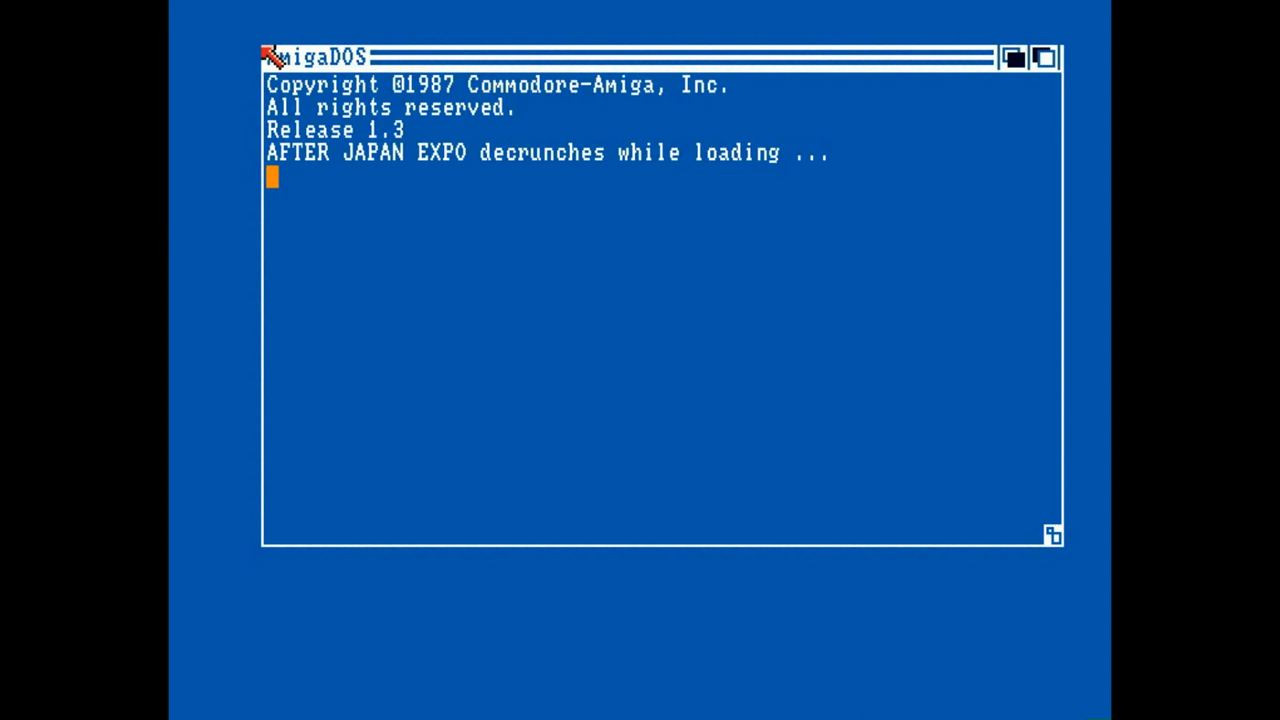 AmigaDOS
Copyright ©1987 Commodore-Amiga, Inc.
All rights reserved.
Release 1.3
AFTER JAPAN EXPO decrunches while loading ...